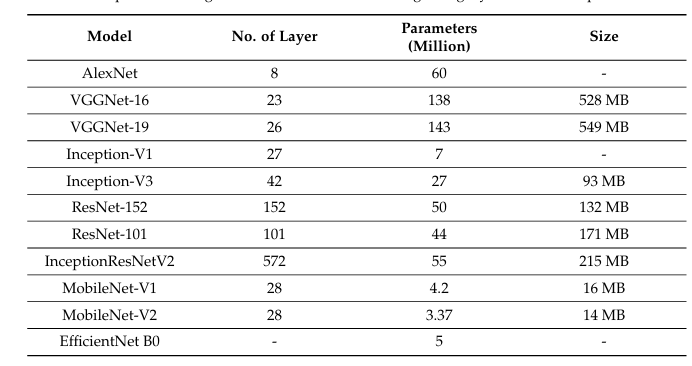 Model No. of Layer Parameters (Million) Size
AlexNet 8 60 -
VGGNet-16 23 138 528 MB
VGGNet-19 26 143 549 MB
Inception-V1 27 7 -
Inception-V3 42 27 93 MB
ResNet-152 152 50 132 MB
ResNet-101 101 44 171 MB
InceptionResNetV2 572 55 215 MB
MobileNet-V1 28 4.2 16 MB
MobileNet-V2 28 3.37 14 MB
EfficientNet B0 - 5 -